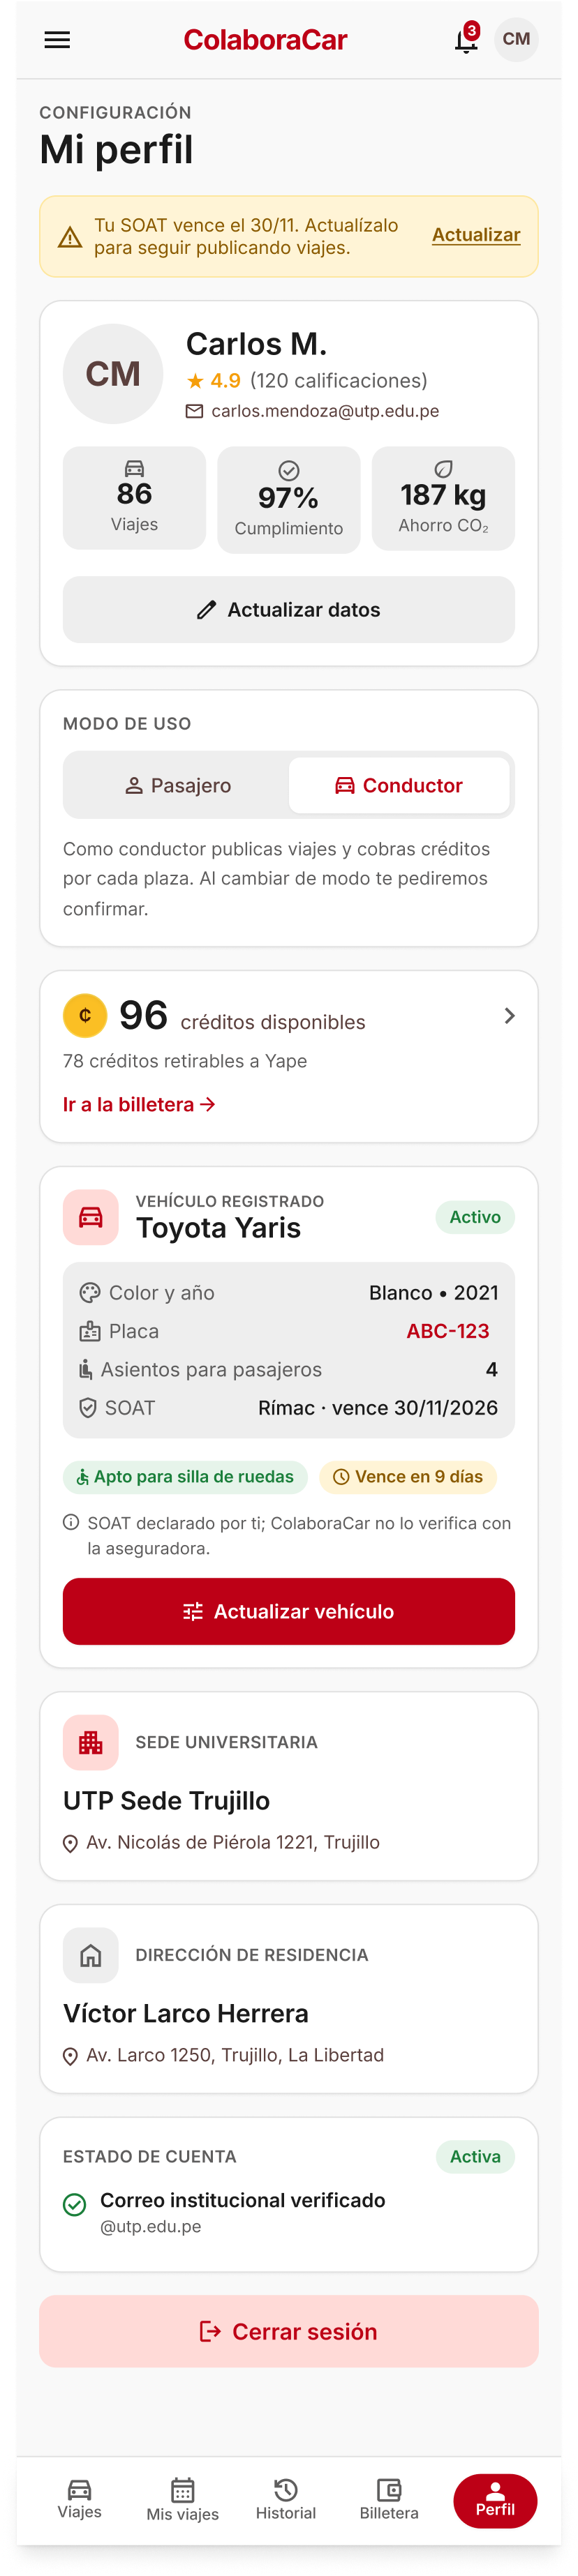 ColaboraCar
3
CM
CONFIGURACIÓN
Mi perfil
Tu SOAT vence el 30/11. Actualízalo
para seguir publicando viajes.
Actualizar
CM
Carlos M.
★ 4.9 (120 calificaciones)
carlos.mendoza@utp.edu.pe
86
Viajes
97%
Cumplimiento
187 kg
Ahorro CO₂
Actualizar datos
MODO DE USO
Pasajero
Conductor
Como conductor publicas viajes y cobras créditos
por cada plaza. Al cambiar de modo te pediremos
confirmar.
¢
96 créditos disponibles
78 créditos retirables a Yape
Ir a la billetera →
VEHÍCULO REGISTRADO
Toyota Yaris
Activo
Color y año
Blanco • 2021
Placa
ABC-123
Asientos para pasajeros
4
SOAT
Rímac · vence 30/11/2026
Apto para silla de ruedas
Vence en 9 días
SOAT declarado por ti; ColaboraCar no lo verifica con
la aseguradora.
Actualizar vehículo
SEDE UNIVERSITARIA
UTP Sede Trujillo
Av. Nicolás de Piérola 1221, Trujillo
DIRECCIÓN DE RESIDENCIA
Víctor Larco Herrera
Av. Larco 1250, Trujillo, La Libertad
ESTADO DE CUENTA
Activa
Correo institucional verificado
@utp.edu.pe
Cerrar sesión
Viajes
Mis viajes
Historial
Billetera
Perfil